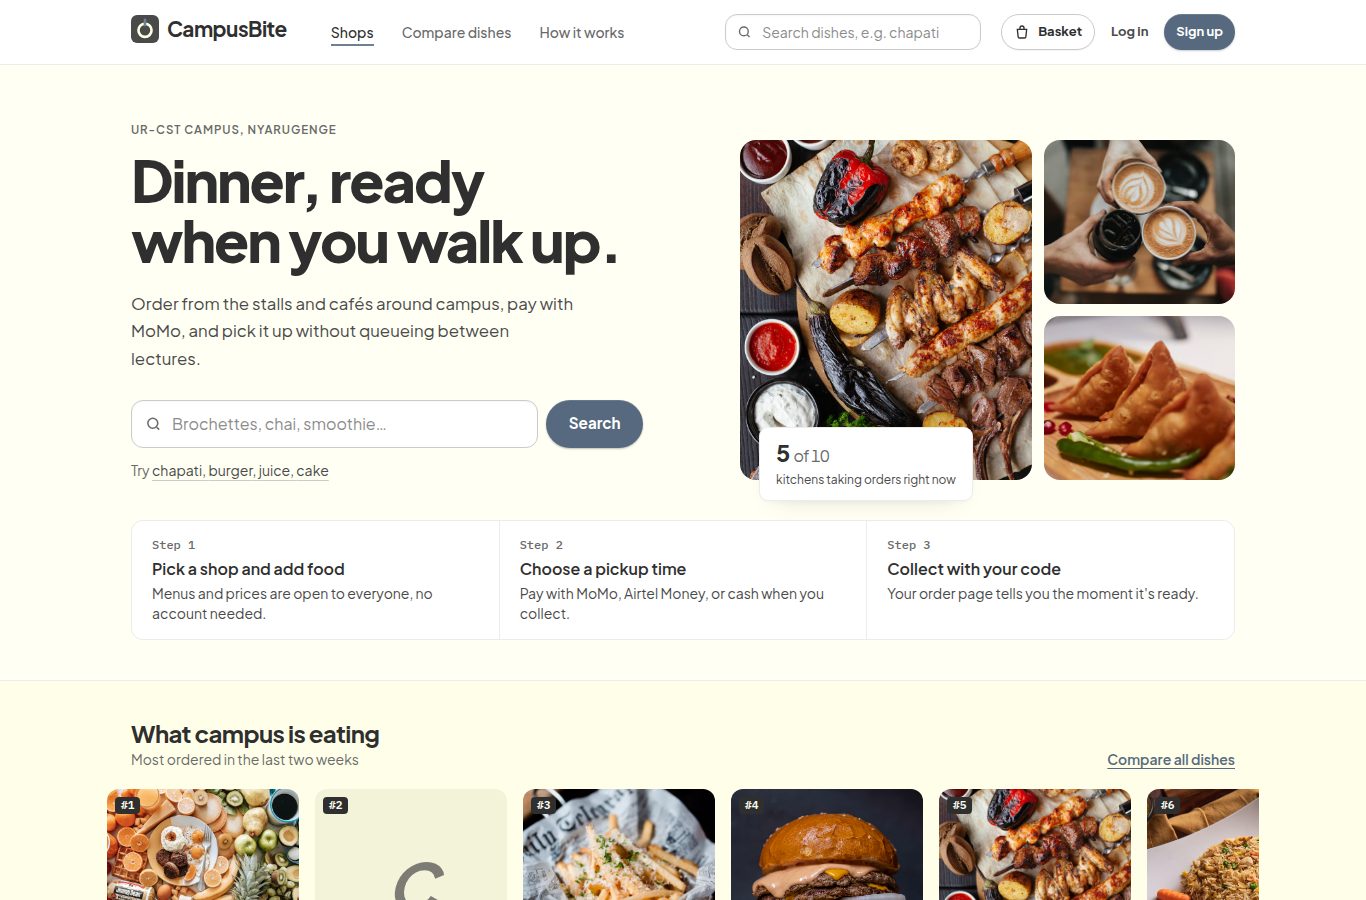 CampusBite
Shops
Compare dishes
How it works
Search dishes, e.g. chapati
Basket
Log in
Sign up
UR-CST CAMPUS, NYARUGENGE
Dinner, ready
when you walk up.
Order from the stalls and cafés around campus, pay with
MoMo, and pick it up without queueing between
lectures.
Brochettes, chai, smoothie…
Search
Try chapati, burger, juice, cake
5 of 10
kitchens taking orders right now
Step 1
Pick a shop and add food
Menus and prices are open to everyone, no
account needed.
Step 2
Choose a pickup time
Pay with MoMo, Airtel Money, or cash when you
collect.
Step 3
Collect with your code
Your order page tells you the moment it's ready.
What campus is eating
Most ordered in the last two weeks
Compare all dishes
#1
#2
C
#3
#4
#5
#6